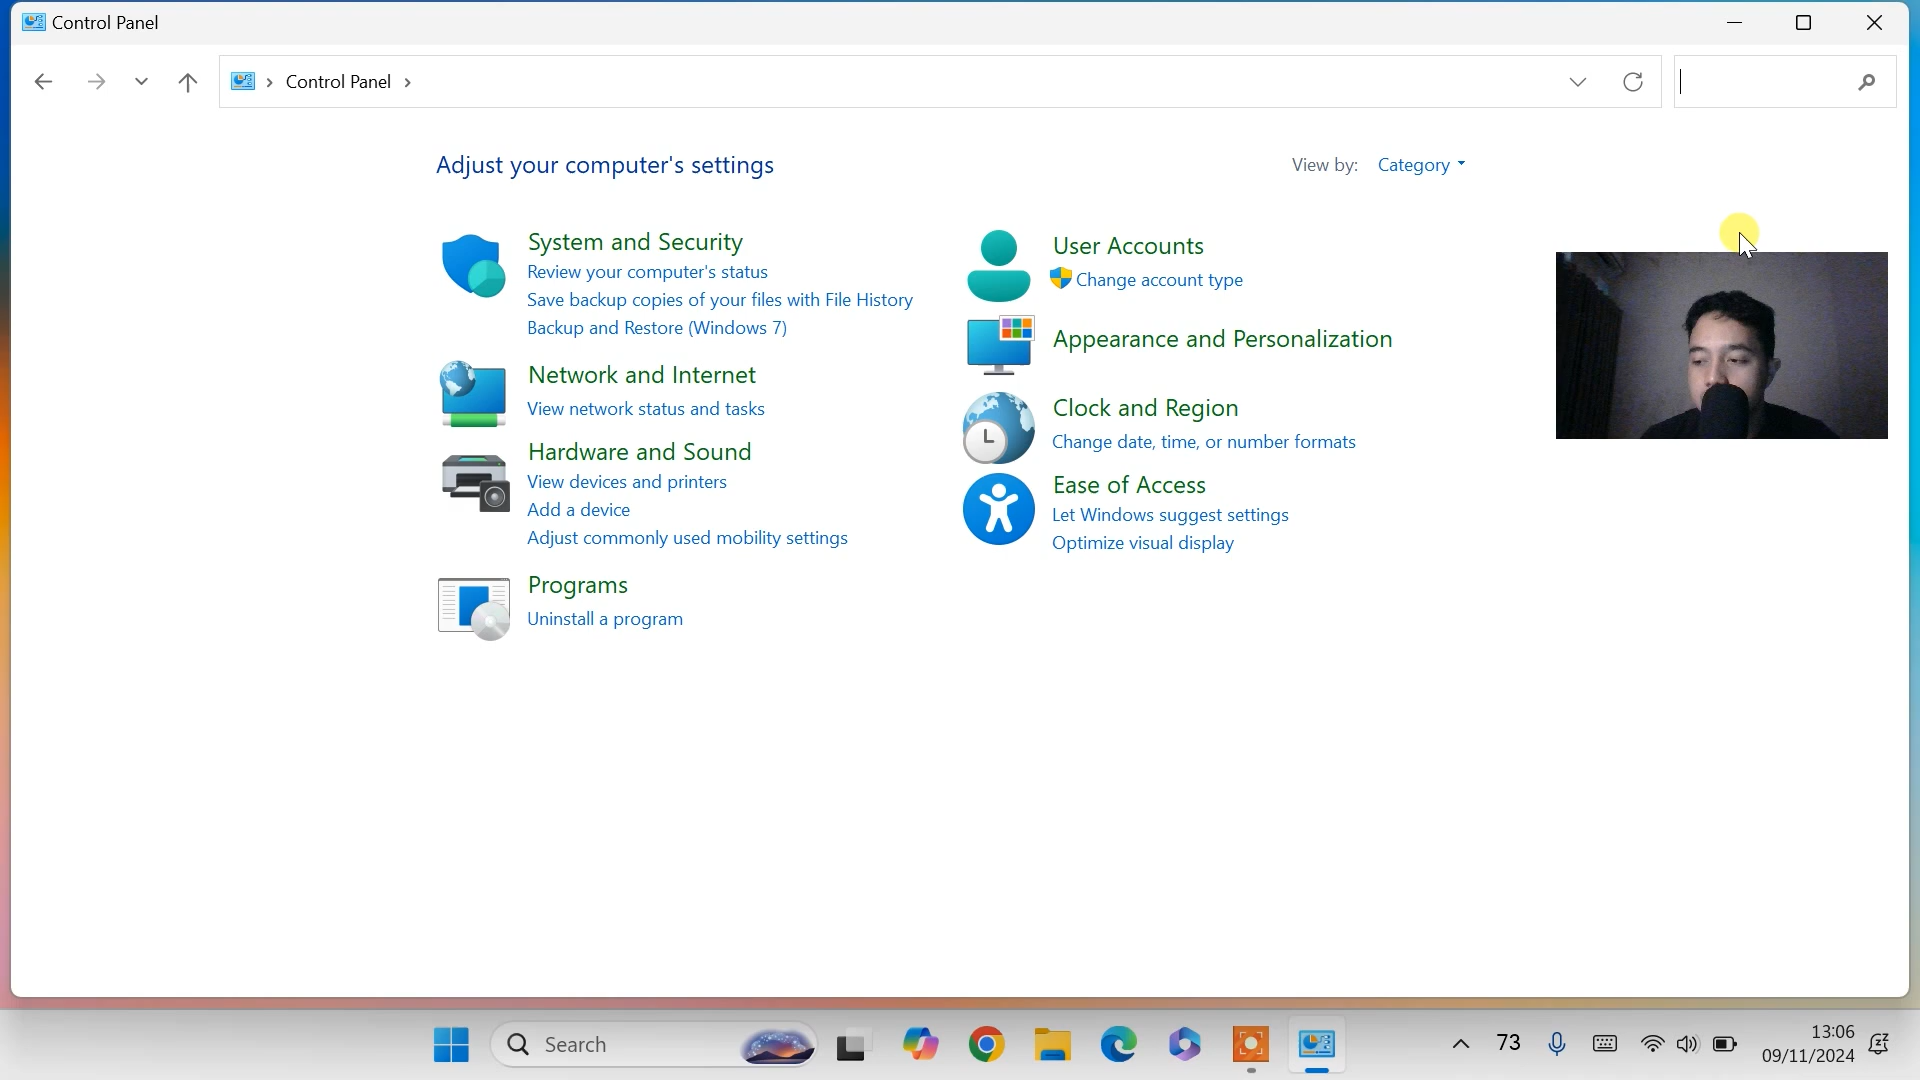 Control Panel
Control Panel
Adjust your computer's settings
View by: Category
System and Security
Review your computer's status
Save backup copies of your files with File History
Backup and Restore (Windows 7)
Network and Internet
View network status and tasks
Hardware and Sound
View devices and printers
Add a device
Adjust commonly used mobility settings
Programs
Uninstall a program
User Accounts
Change account type
Appearance and Personalization
Clock and Region
Change date, time, or number formats
Ease of Access
Let Windows suggest settings
Optimize visual display
Search
73
13:06
09/11/2024